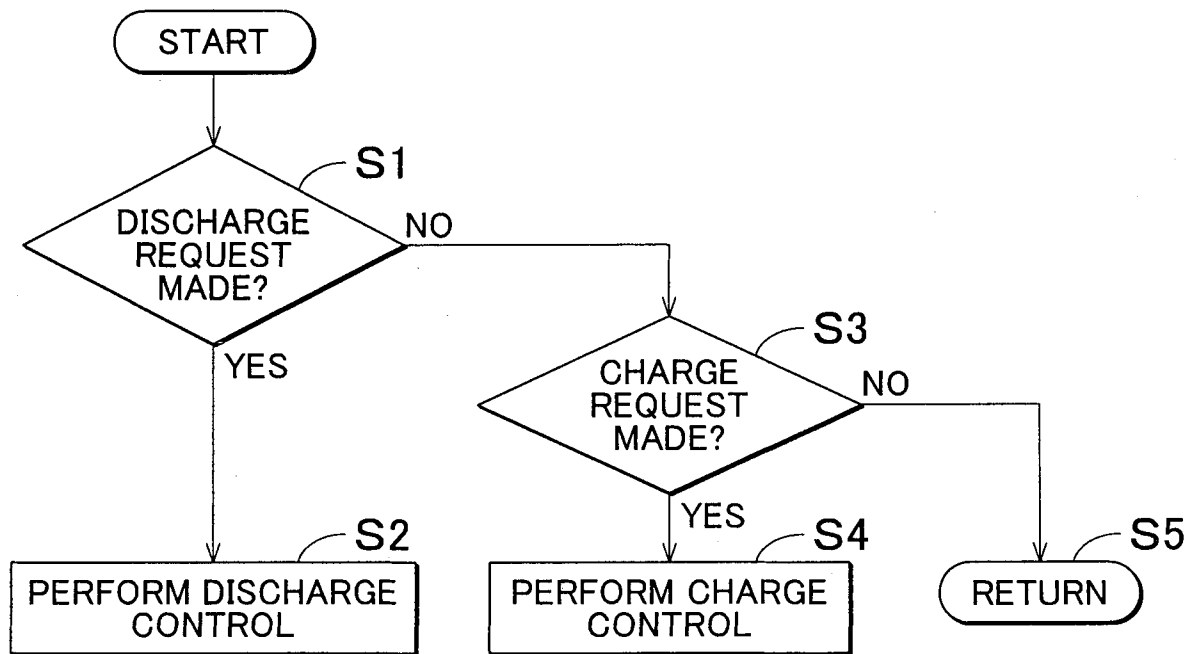 START
S1
DISCHARGE
REQUEST
MADE?
NO
YES
S3
CHARGE
REQUEST
MADE?
NO
YES
S2
PERFORM DISCHARGE
CONTROL
S4
PERFORM CHARGE
CONTROL
S5
RETURN